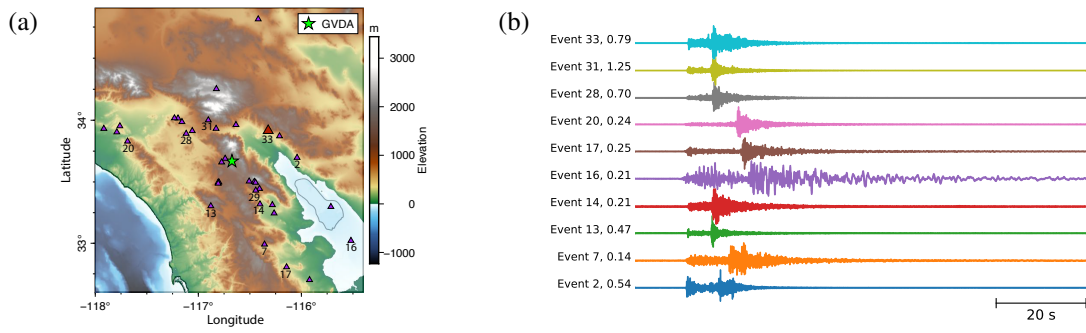 (a)
GVDA
m
3000
2000
1000
0
−1000
Elevation
34°
33°
Latitude
−118°
−117°
−116°
Longitude
31
33
20
28
2
29
13
14
7
16
17
(b)
Event 33, 0.79
Event 31, 1.25
Event 28, 0.70
Event 20, 0.24
Event 17, 0.25
Event 16, 0.21
Event 14, 0.21
Event 13, 0.47
Event 7, 0.14
Event 2, 0.54
20 s